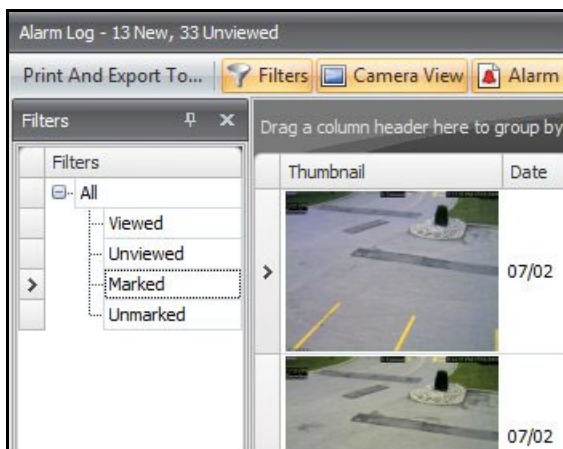 Alarm Log - 13 New, 33 Unviewed
Print And Export To... Filters Camera View Alarm
Filters
Drag a column header here to group by
Filters
Thumbnail Date
All
Viewed
Unviewed
Marked
Unmarked
07/02
07/02